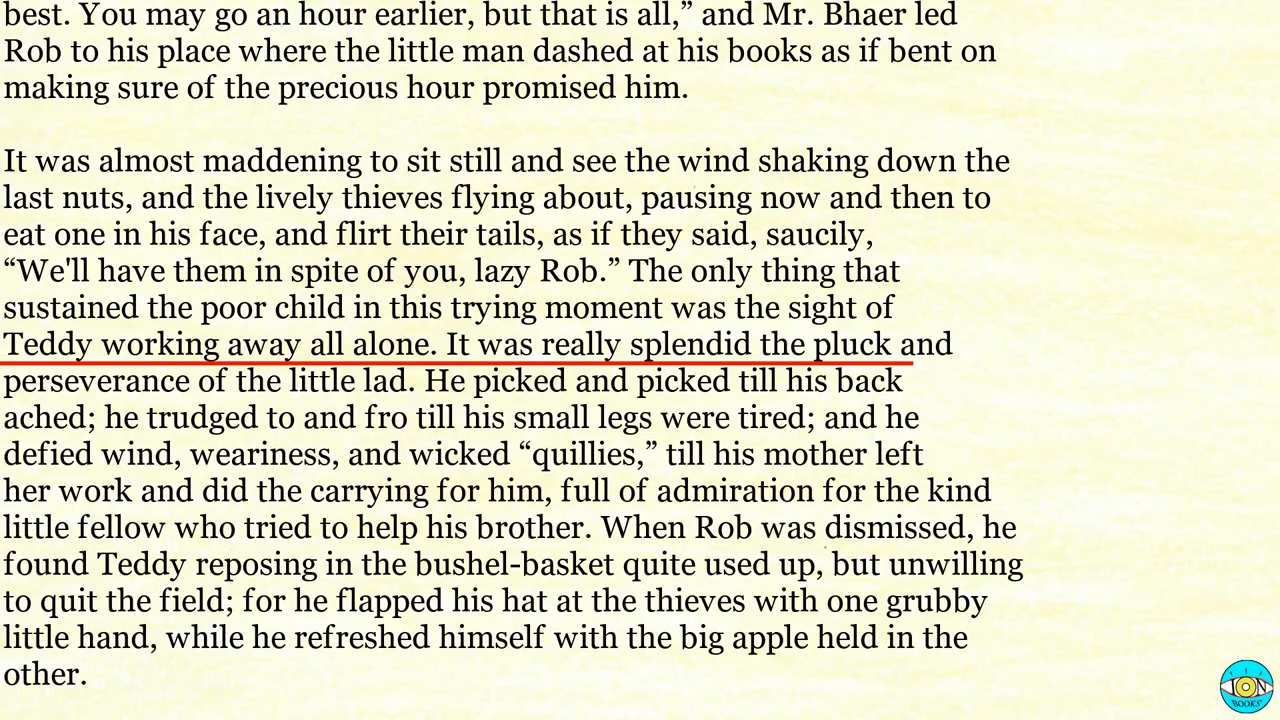 best. You may go an hour earlier, but that is all,” and Mr. Bhaer led
Rob to his place where the little man dashed at his books as if bent on
making sure of the precious hour promised him.
It was almost maddening to sit still and see the wind shaking down the
last nuts, and the lively thieves flying about, pausing now and then to
eat one in his face, and flirt their tails, as if they said, saucily,
“We'll have them in spite of you, lazy Rob.” The only thing that
sustained the poor child in this trying moment was the sight of
Teddy working away all alone. It was really splendid the pluck and
perseverance of the little lad. He picked and picked till his back
ached; he trudged to and fro till his small legs were tired; and he
defied wind, weariness, and wicked “quillies,” till his mother left
her work and did the carrying for him, full of admiration for the kind
little fellow who tried to help his brother. When Rob was dismissed, he
found Teddy reposing in the bushel-basket quite used up, but unwilling
to quit the field; for he flapped his hat at the thieves with one grubby
little hand, while he refreshed himself with the big apple held in the
other.
ION
BOOKS